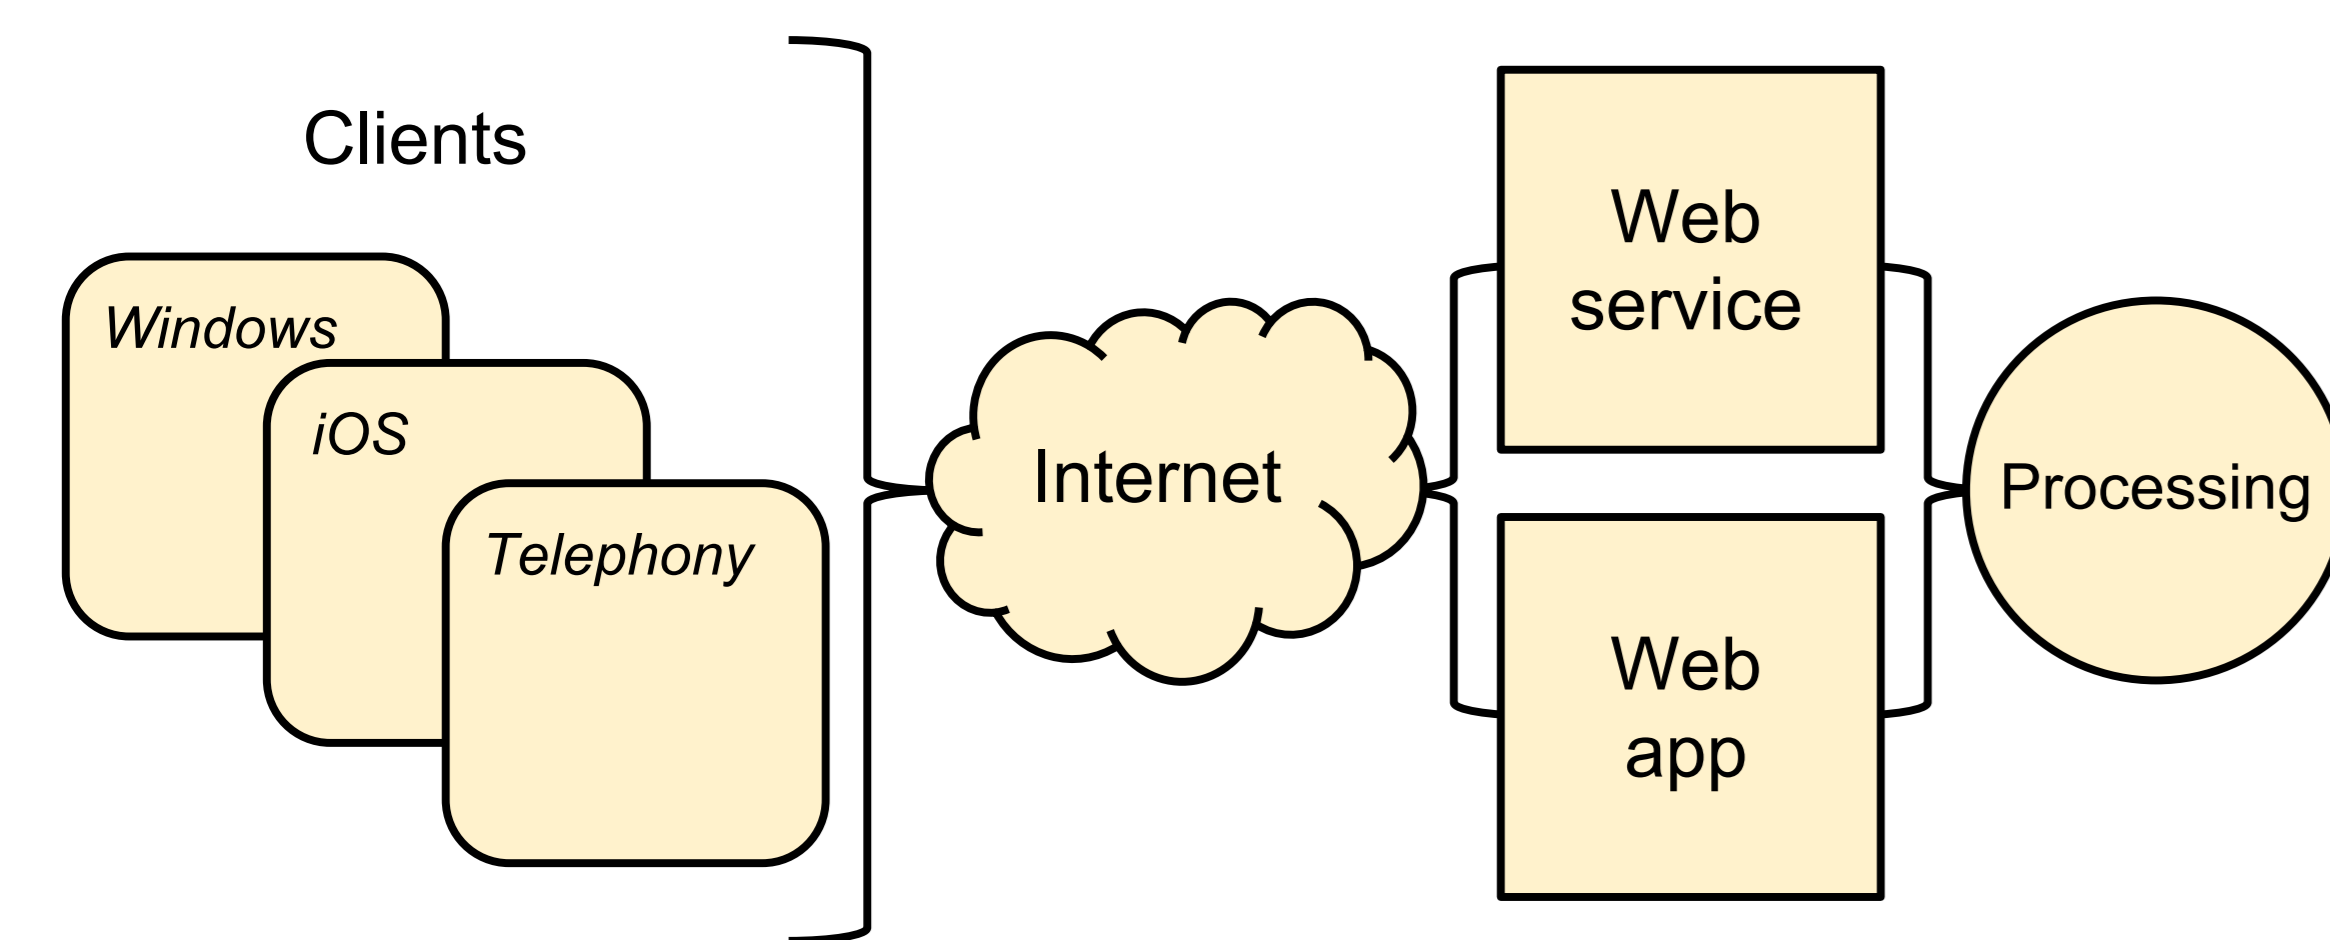 Clients
Windows
iOS
Telephony
Internet
Web
service
Web
app
Processing